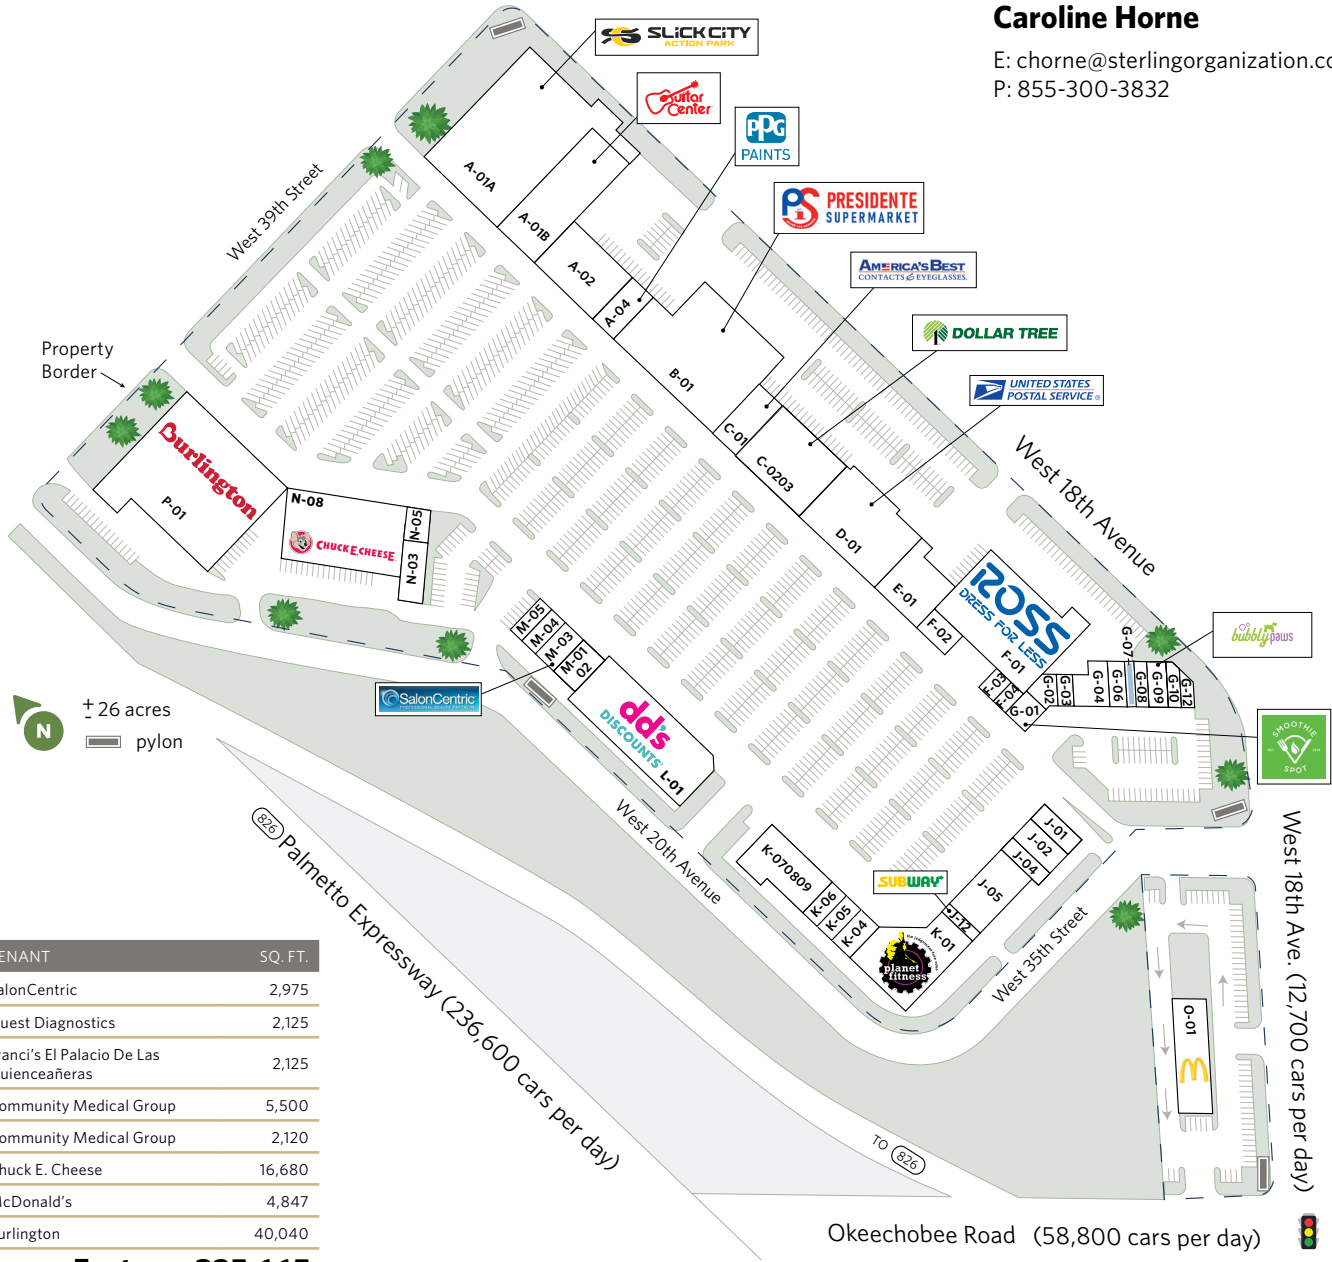 Caroline Horne
E: chorne@sterlingorganization.co
P: 855-300-3832
SLICK CITY
ACTION PARK
Guitar
Center
PPG
PAINTS
PS PRESIDENTE
SUPERMARKET
AMERICA'S BEST
CONTACTS & EYEGLASSES.
DOLLAR TREE
UNITED STATES
POSTAL SERVICE®
West 39th Street
A-01A
A-01B
A-02
A-04
B-01
C-01
C-0203
D-01
E-01
F-02
ROSS
DRESS FOR LESS
F-01
F-03
F-04
G-01
G-02
G-03
G-04
G-06
G-07
G-08
G-09
G-10
G-12
West 18th Avenue
bubbly paws
SMOOTHIE
SPOT
Property
Border
Burlington
P-01
N-08
CHUCK E. CHEESE
N-05
N-03
M-05
M-04
M-03
M-01
02
SalonCentric
dd's
DISCOUNTS
L-01
N
± 26 acres
pylon
West 20th Avenue
826 Palmetto Expressway (236,600 cars per day)
K-070809
K-06
K-05
K-04
planet
fitness
K-01
SUBWAY
J-12
J-05
J-04
J-02
J-01
West 35th Street
West 18th Ave. (12,700 cars per day)
O-01
TO 826
Okeechobee Road (58,800 cars per day)
ENANT SQ. FT.
alonCentric 2,975
uest Diagnostics 2,125
ranci's El Palacio De Las
uienceañeras 2,125
ommunity Medical Group 5,500
ommunity Medical Group 2,120
huck E. Cheese 16,680
McDonald's 4,847
urlington 40,040